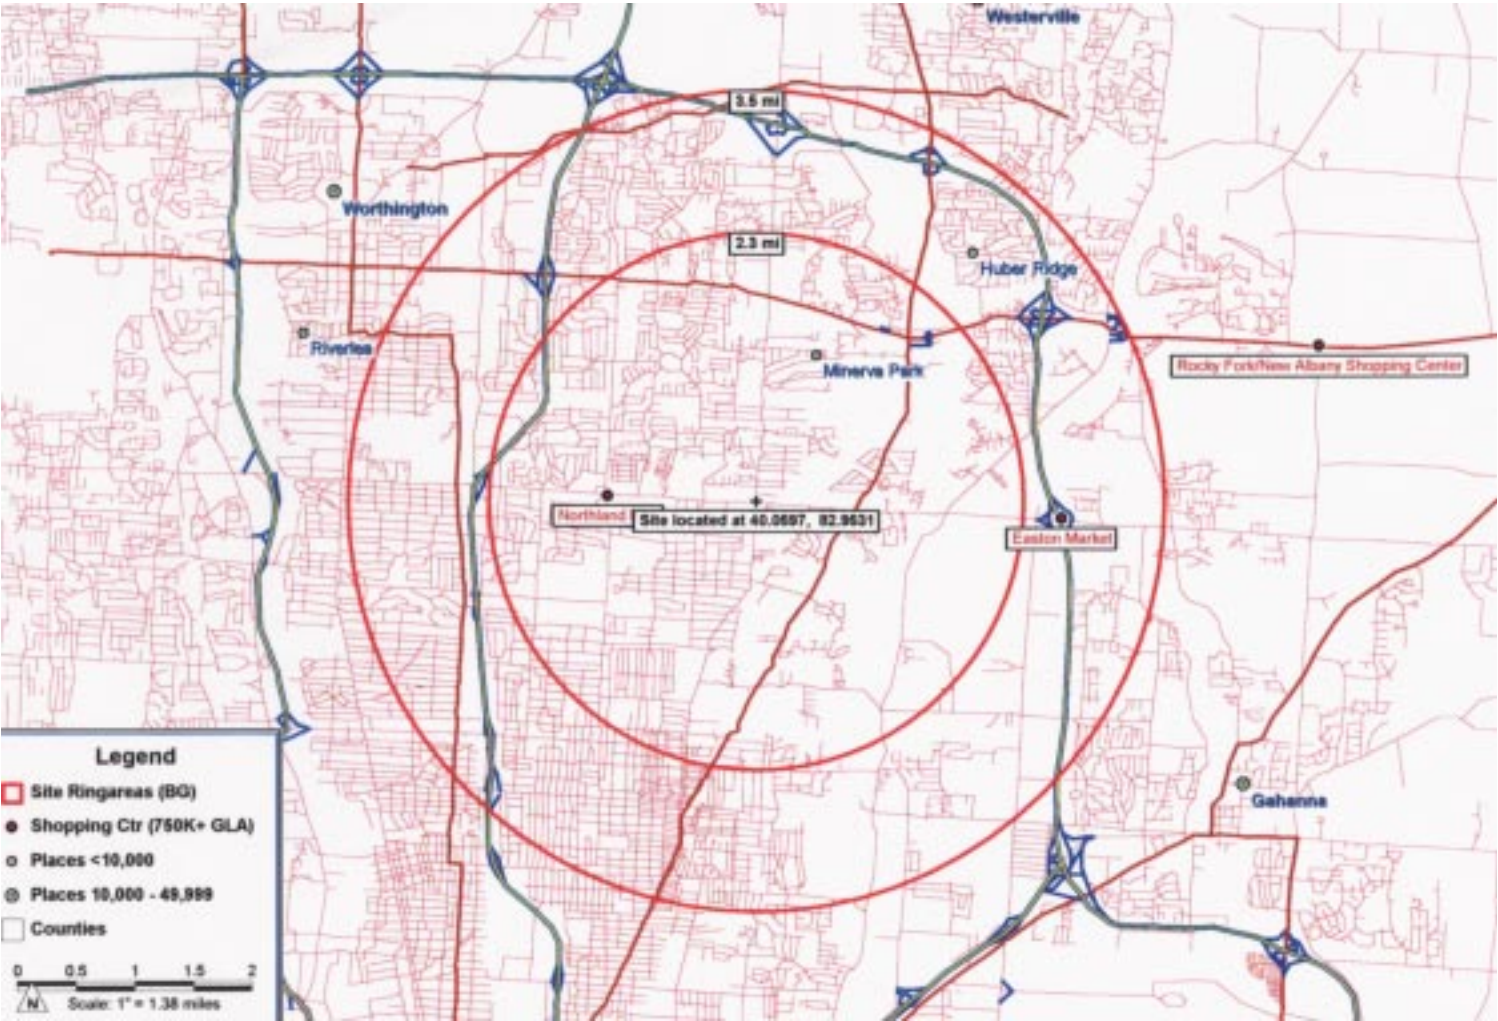 Westerville
3.5 mi
Worthington
2.3 mi
Huber Ridge
Riverlea
Minerva Park
Rocky Fork/New Albany Shopping Center
Northland
Site located at 40.0697, 82.9631
Easton Market
Gahanna
Legend
Site Ringareas (BG)
Shopping Ctr (750K+ GLA)
Places <10,000
Places 10,000 - 49,999
Counties
0 0.5 1 1.5 2
N Scale: 1" = 1.38 miles